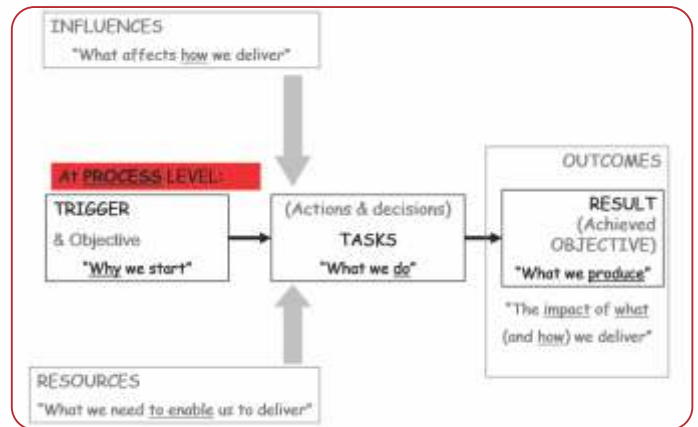 INFLUENCES
"What affects how we deliver"
At PROCESS LEVEL:
TRIGGER
& Objective
"Why we start"
(Actions & decisions)
TASKS
"What we do"
OUTCOMES
RESULT
(Achieved
OBJECTIVE)
"What we produce"
"The impact of what
(and how) we deliver"
RESOURCES
"What we need to enable us to deliver"